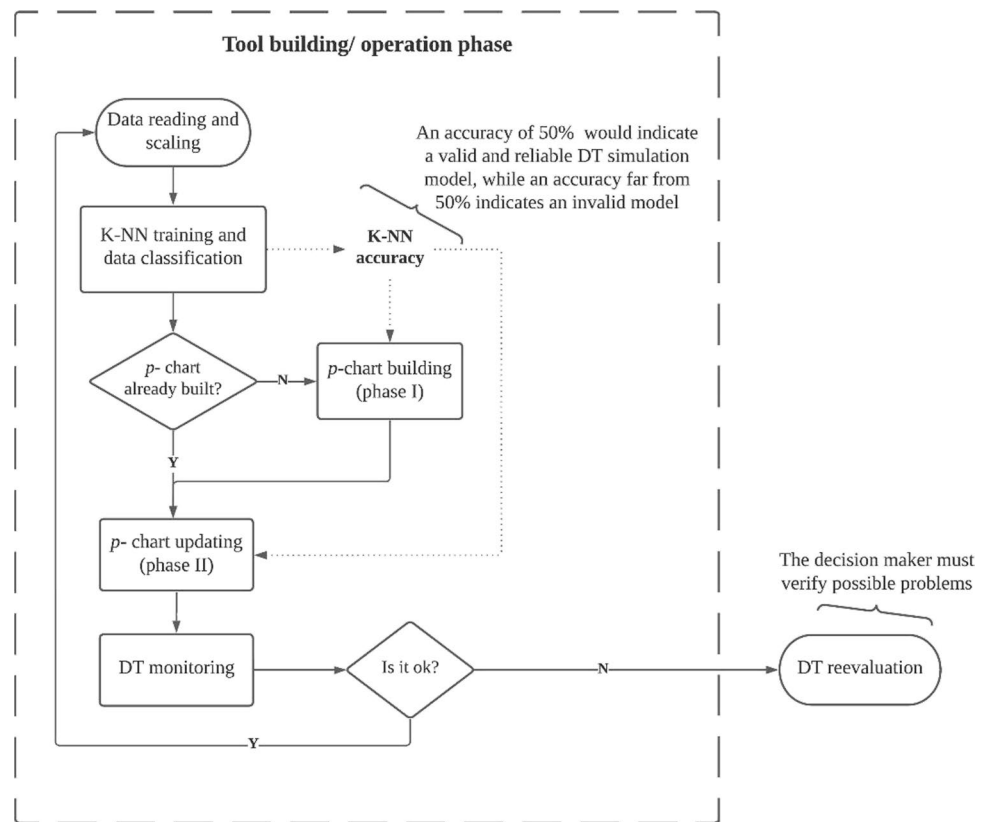 Tool building/ operation phase
Data reading and
scaling
An accuracy of 50% would indicate
a valid and reliable DT simulation
model, while an accuracy far from
50% indicates an invalid model
K-NN training and
data classification
K-NN
accuracy
p- chart
already built?
N
p-chart building
(phase I)
Y
p- chart updating
(phase II)
The decision maker must
verify possible problems
DT monitoring
Is it ok?
N
DT reevaluation
Y